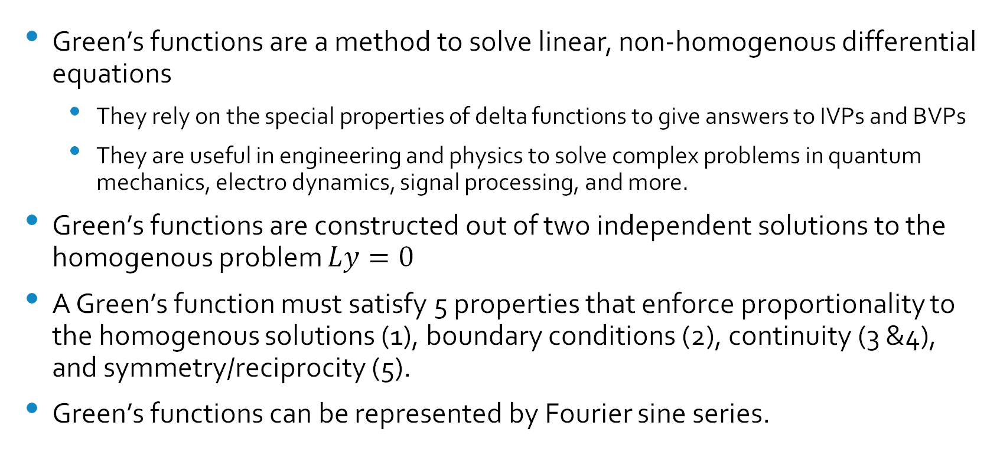 • Green’s functions are a method to solve linear, non-homogenous differential
equations
• They rely on the special properties of delta functions to give answers to IVPs and BVPs
• They are useful in engineering and physics to solve complex problems in quantum
mechanics, electro dynamics, signal processing, and more.
• Green’s functions are constructed out of two independent solutions to the
homogenous problem 𝐿𝑦 = 0
• A Green’s function must satisfy 5 properties that enforce proportionality to
the homogenous solutions (1), boundary conditions (2), continuity (3 &4),
and symmetry/reciprocity (5).
• Green’s functions can be represented by Fourier sine series.